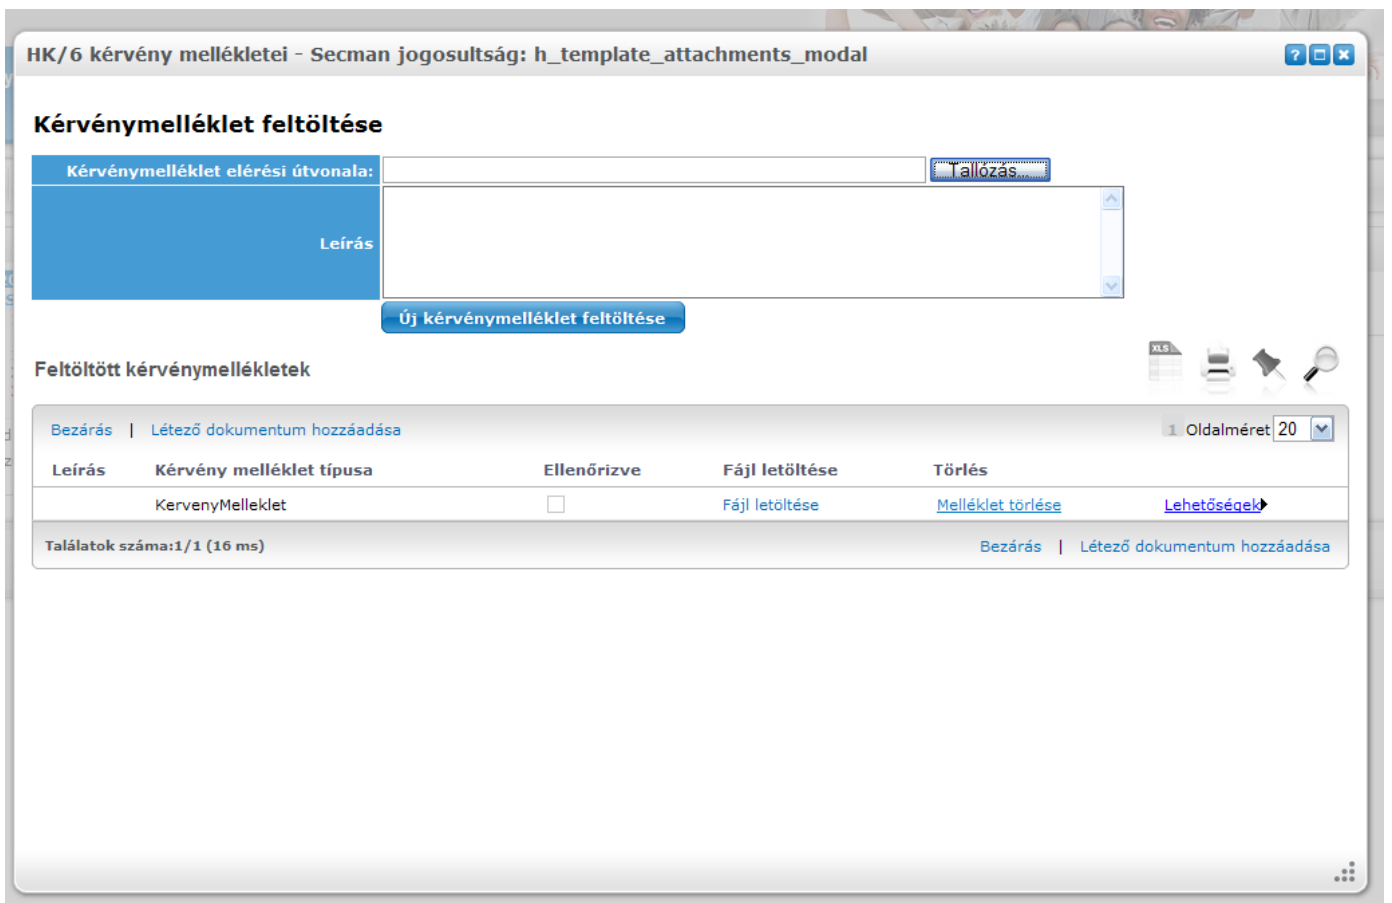 HK/6 kérvény mellékletei - Secman jogosultság: h_template_attachments_modal
Kérvénymelléklet feltöltése
Kérvénymelléklet elérési útvonala:
Tallózás...
Leírás
Új kérvénymelléklet feltöltése
Feltöltött kérvénymellékletek
XLS
Bezárás | Létező dokumentum hozzáadása
1 Oldalméret 20
Leírás Kérvény melléklet típusa Ellenőrizve Fájl letöltése Törlés
KervenyMelleklet Fájl letöltése Melléklet törlése Lehetőségek
Találatok száma:1/1 (16 ms)
Bezárás | Létező dokumentum hozzáadása